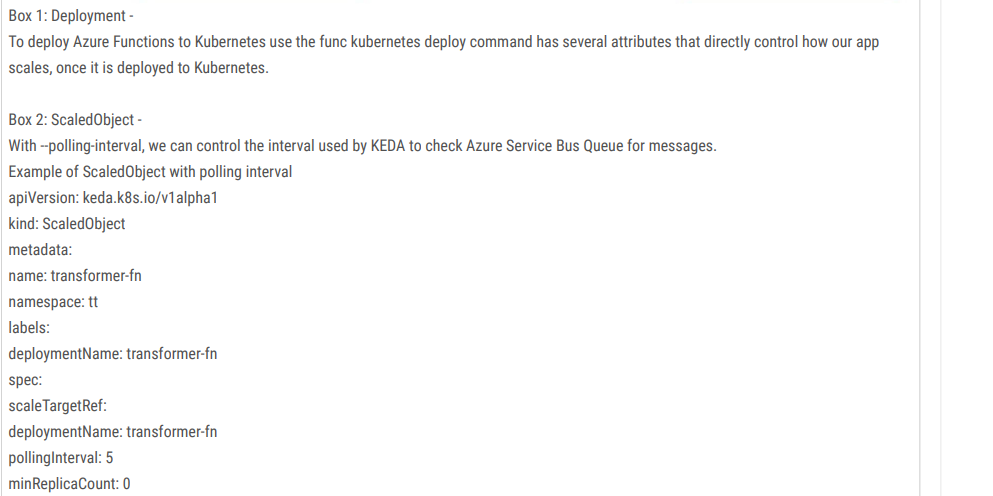 Box 1: Deployment -
To deploy Azure Functions to Kubernetes use the func kubernetes deploy command has several attributes that directly control how our app
scales, once it is deployed to Kubernetes.
Box 2: ScaledObject -
With --polling-interval, we can control the interval used by KEDA to check Azure Service Bus Queue for messages.
Example of ScaledObject with polling interval
apiVersion: keda.k8s.io/v1alpha1
kind: ScaledObject
metadata:
name: transformer-fn
namespace: tt
labels:
deploymentName: transformer-fn
spec:
scaleTargetRef:
deploymentName: transformer-fn
pollingInterval: 5
minReplicaCount: 0